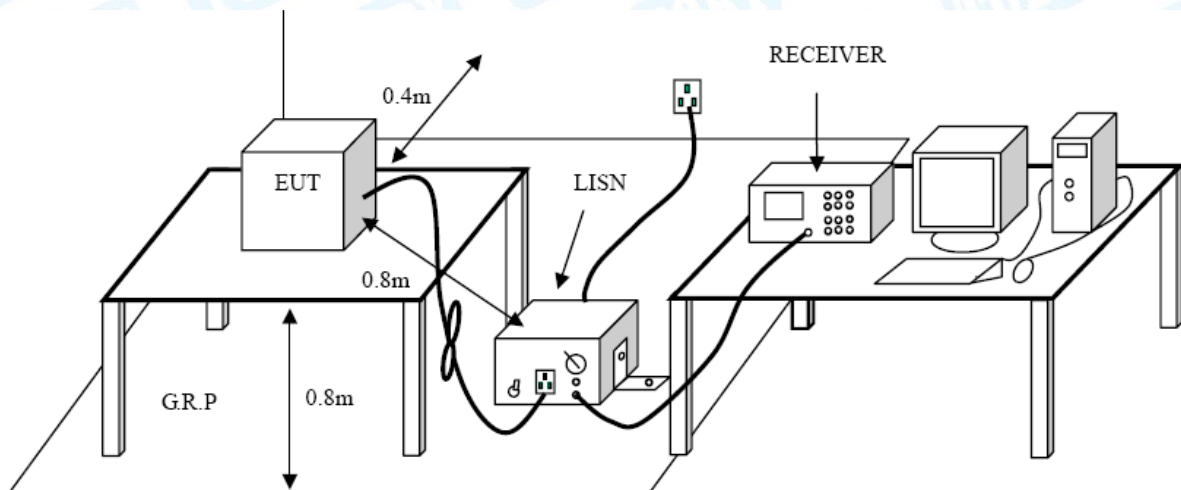 RECEIVER
0.4m
EUT
LISN
0.8m
G.R.P
0.8m